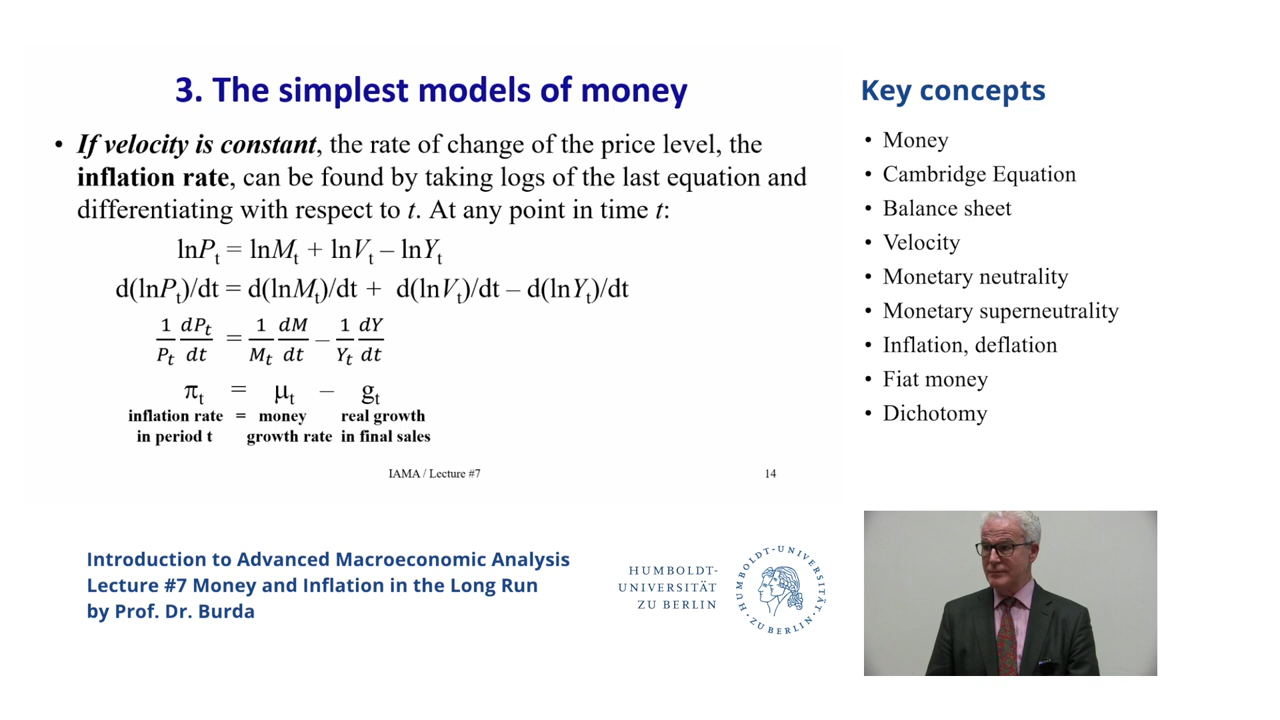 3. The simplest models of money
• If velocity is constant, the rate of change of the price level, the
inflation rate, can be found by taking logs of the last equation and
differentiating with respect to t. At any point in time t:
lnPₜ = lnMₜ + lnVₜ – lnYₜ
d(lnPₜ)/dt = d(lnMₜ)/dt + d(lnVₜ)/dt – d(lnYₜ)/dt
1/Pₜ dPₜ/dt = 1/Mₜ dM/dt – 1/Yₜ dY/dt
πₜ = μₜ – gₜ
inflation rate = money real growth
in period t growth rate in final sales
IAMA / Lecture #7 14
Key concepts
• Money
• Cambridge Equation
• Balance sheet
• Velocity
• Monetary neutrality
• Monetary superneutrality
• Inflation, deflation
• Fiat money
• Dichotomy
Introduction to Advanced Macroeconomic Analysis
Lecture #7 Money and Inflation in the Long Run
by Prof. Dr. Burda
HUMBOLDT-
UNIVERSITÄT
ZU BERLIN
HUMBOLDT-UNIVERSITÄT
ZU BERLIN